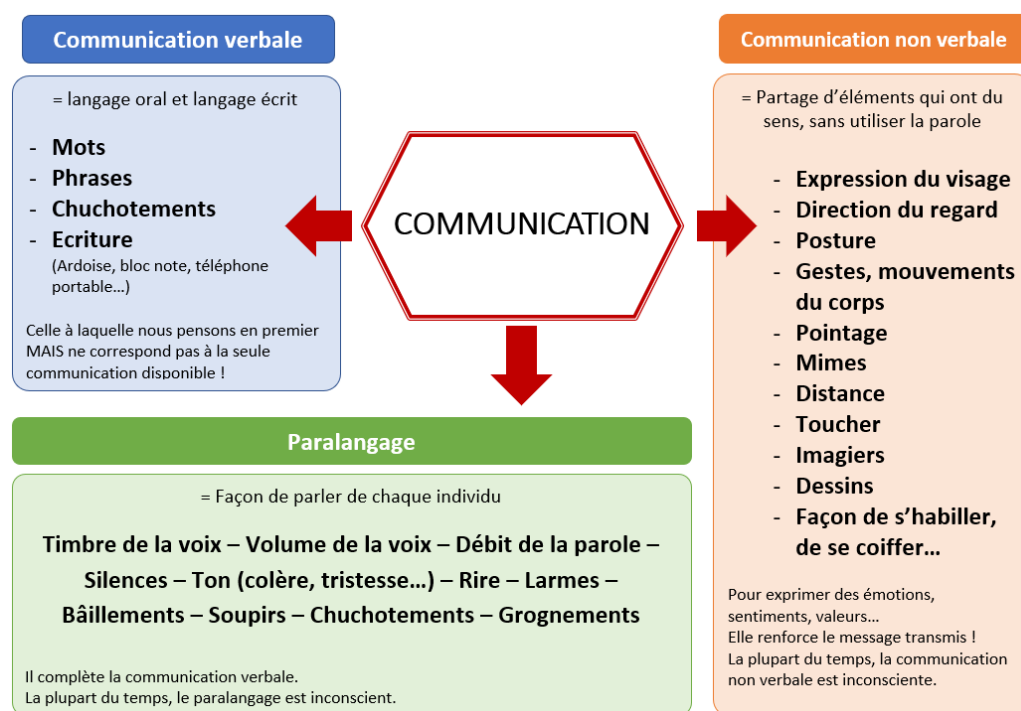 Communication verbale
= langage oral et langage écrit
- Mots
- Phrases
- Chuchotements
- Ecriture
(Ardoise, bloc note, téléphone
portable…)
Celle à laquelle nous pensons en premier
MAIS ne correspond pas à la seule
communication disponible !
COMMUNICATION
Communication non verbale
= Partage d’éléments qui ont du
sens, sans utiliser la parole
- Expression du visage
- Direction du regard
- Posture
- Gestes, mouvements
du corps
- Pointage
- Mimes
- Distance
- Toucher
- Imagiers
- Dessins
- Façon de s’habiller,
de se coiffer…
Pour exprimer des émotions,
sentiments, valeurs…
Elle renforce le message transmis !
La plupart du temps, la communication
non verbale est inconsciente.
Paralangage
= Façon de parler de chaque individu
Timbre de la voix – Volume de la voix – Débit de la parole –
Silences – Ton (colère, tristesse…) – Rire – Larmes –
Bâillements – Soupirs – Chuchotements – Grognements
Il complète la communication verbale.
La plupart du temps, le paralangage est inconscient.